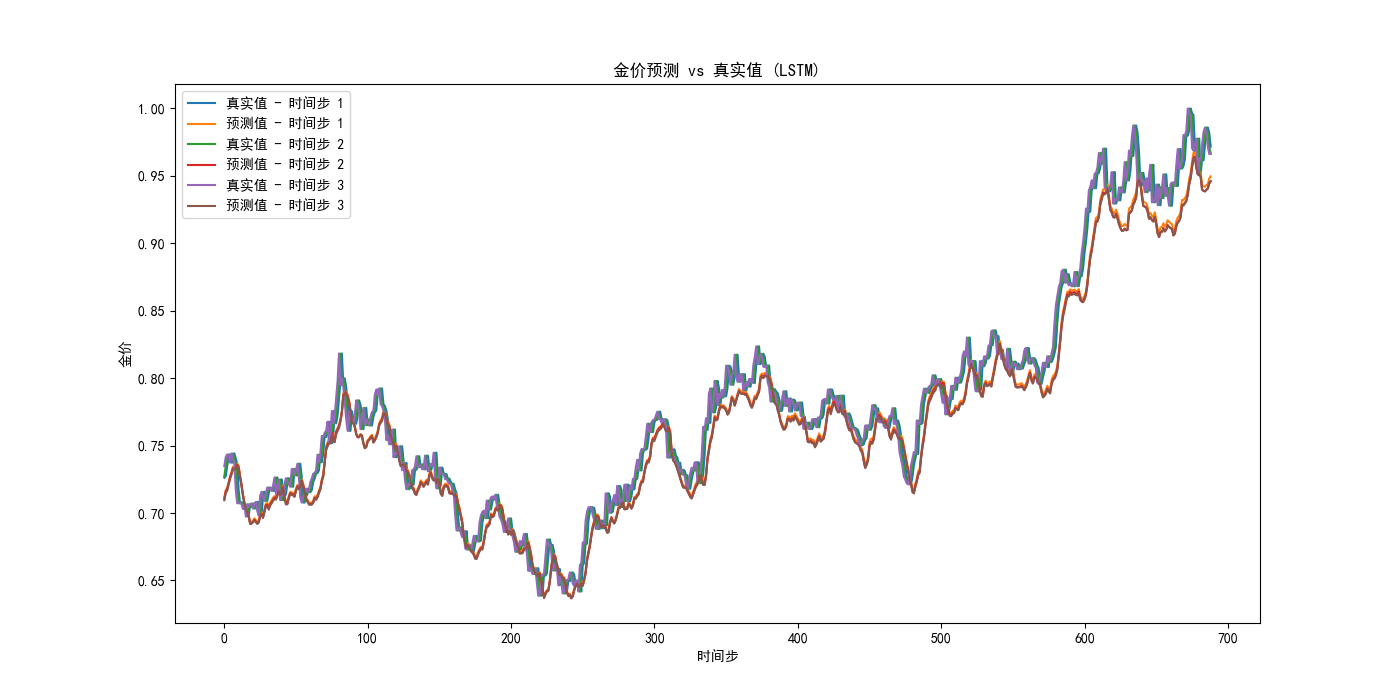 金价预测 vs 真实值 (LSTM)
真实值 - 时间步 1
预测值 - 时间步 1
真实值 - 时间步 2
预测值 - 时间步 2
真实值 - 时间步 3
预测值 - 时间步 3
1.00
0.95
0.90
0.85
0.80
0.75
0.70
0.65
金价
0 100 200 300 400 500 600 700
时间步